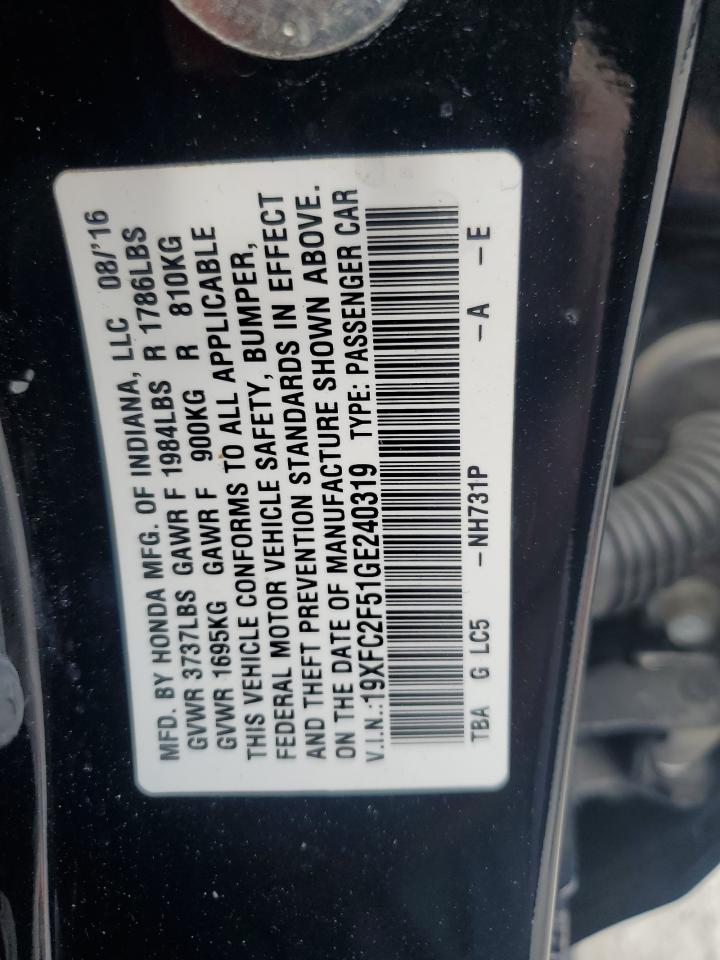 MFD. BY HONDA MFG. OF INDIANA, LLC 08/'16
GVWR 3737LBS GAWR F 1984LBS R 1786LBS
GVWR 1695KG GAWR F 900KG R 810KG
THIS VEHICLE CONFORMS TO ALL APPLICABLE
FEDERAL MOTOR VEHICLE SAFETY, BUMPER,
AND THEFT PREVENTION STANDARDS IN EFFECT
ON THE DATE OF MANUFACTURE SHOWN ABOVE.
V.I.N.:19XFC2F51GE240319 TYPE: PASSENGER CAR
TBA G LC5 -NH731P -A -E